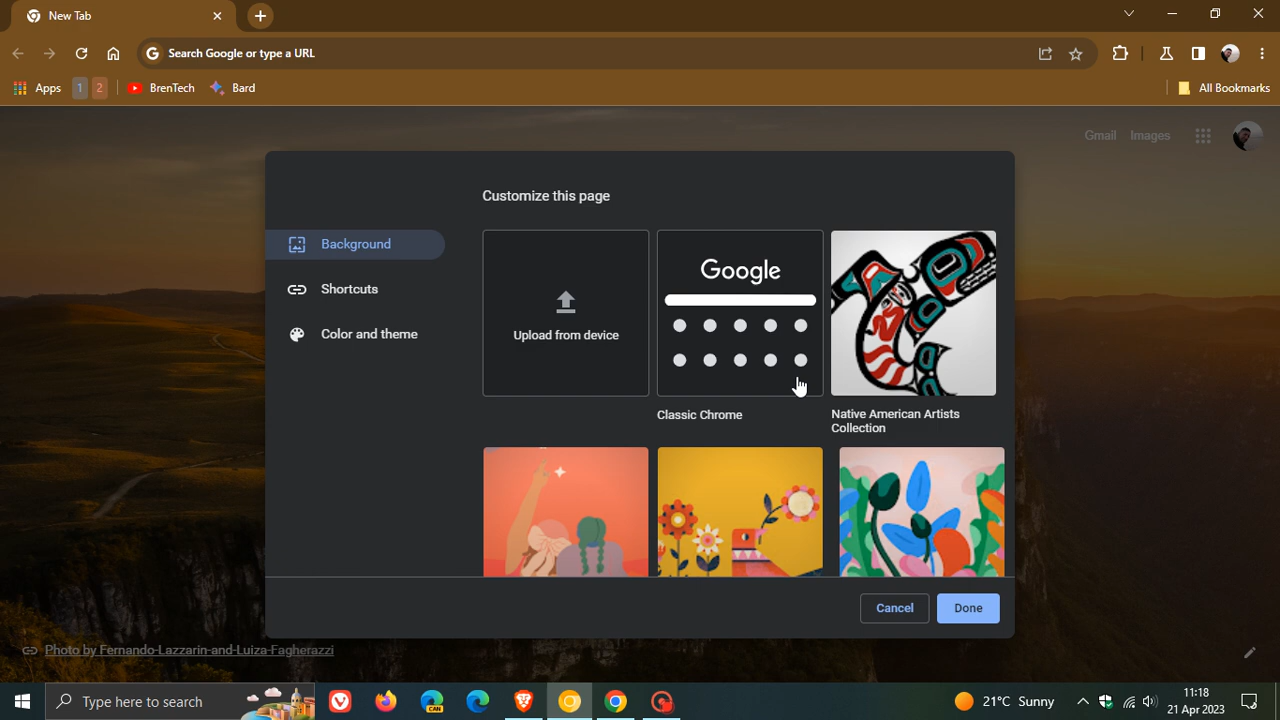 New Tab
Search Google or type a URL
Apps
1
2
BrenTech
Bard
All Bookmarks
Gmail
Images
Customize this page
Background
Shortcuts
Color and theme
Upload from device
Google
Classic Chrome
Native American Artists
Collection
Cancel
Done
Photo by Fernando-Lazzarin-and-Luiza-Fagherazzi
Type here to search
CAN
21°C Sunny
11:18
21 Apr 2023